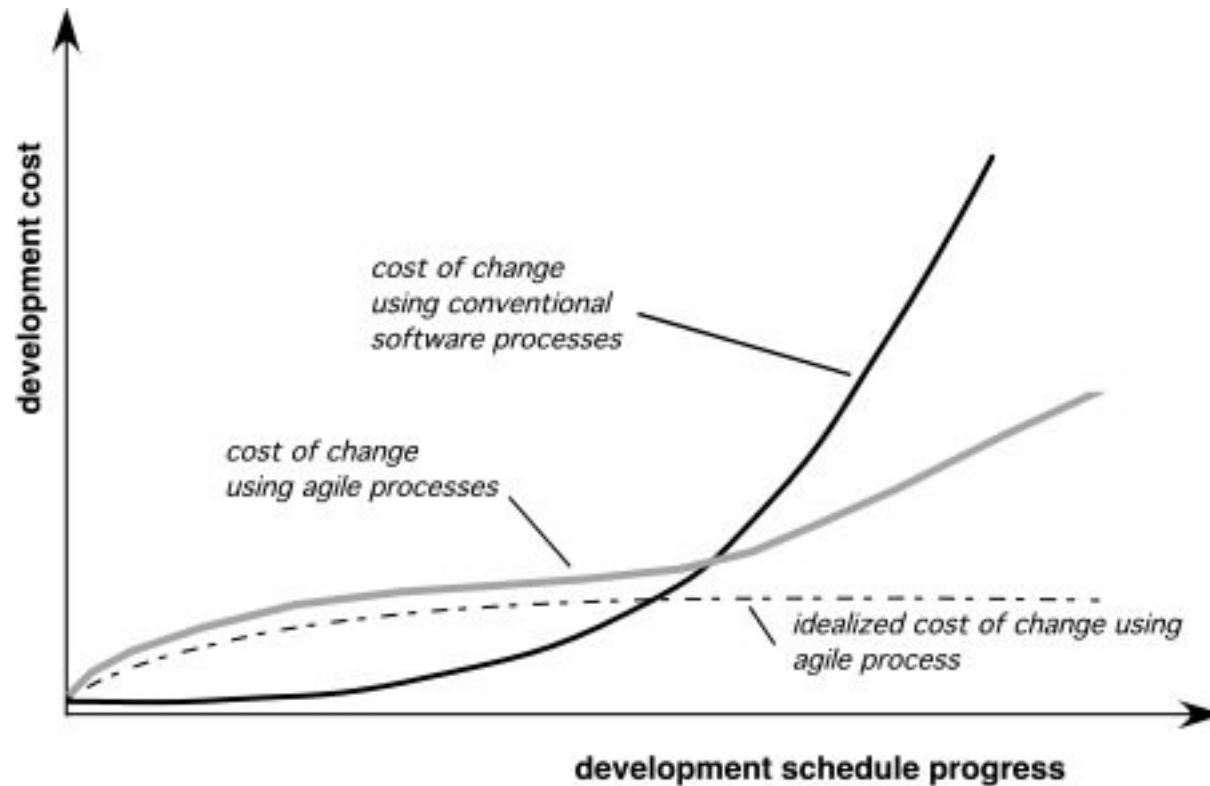 development cost
cost of change
using conventional
software processes
cost of change
using agile processes
idealized cost of change using
agile process
development schedule progress